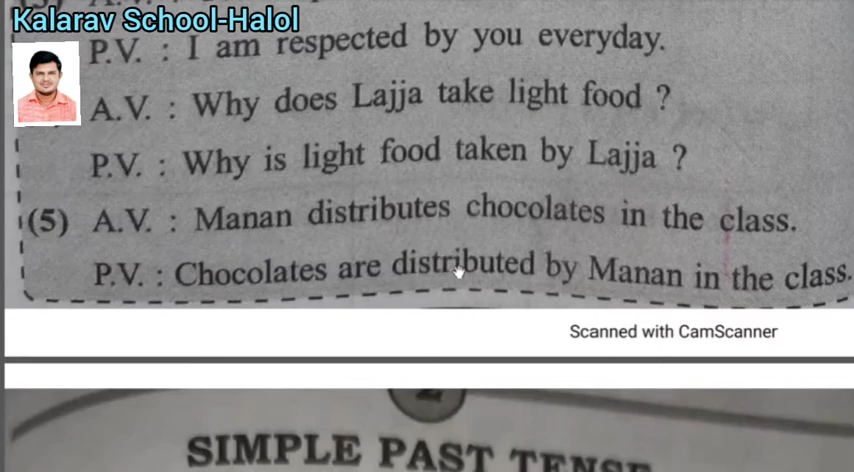 Kalarav School-Halol
P.V. : I am respected by you everyday.
A.V. : Why does Lajja take light food ?
P.V. : Why is light food taken by Lajja ?
(5) A.V. : Manan distributes chocolates in the class.
P.V. : Chocolates are distributed by Manan in the class.
Scanned with CamScanner
2
SIMPLE PAST TENSE